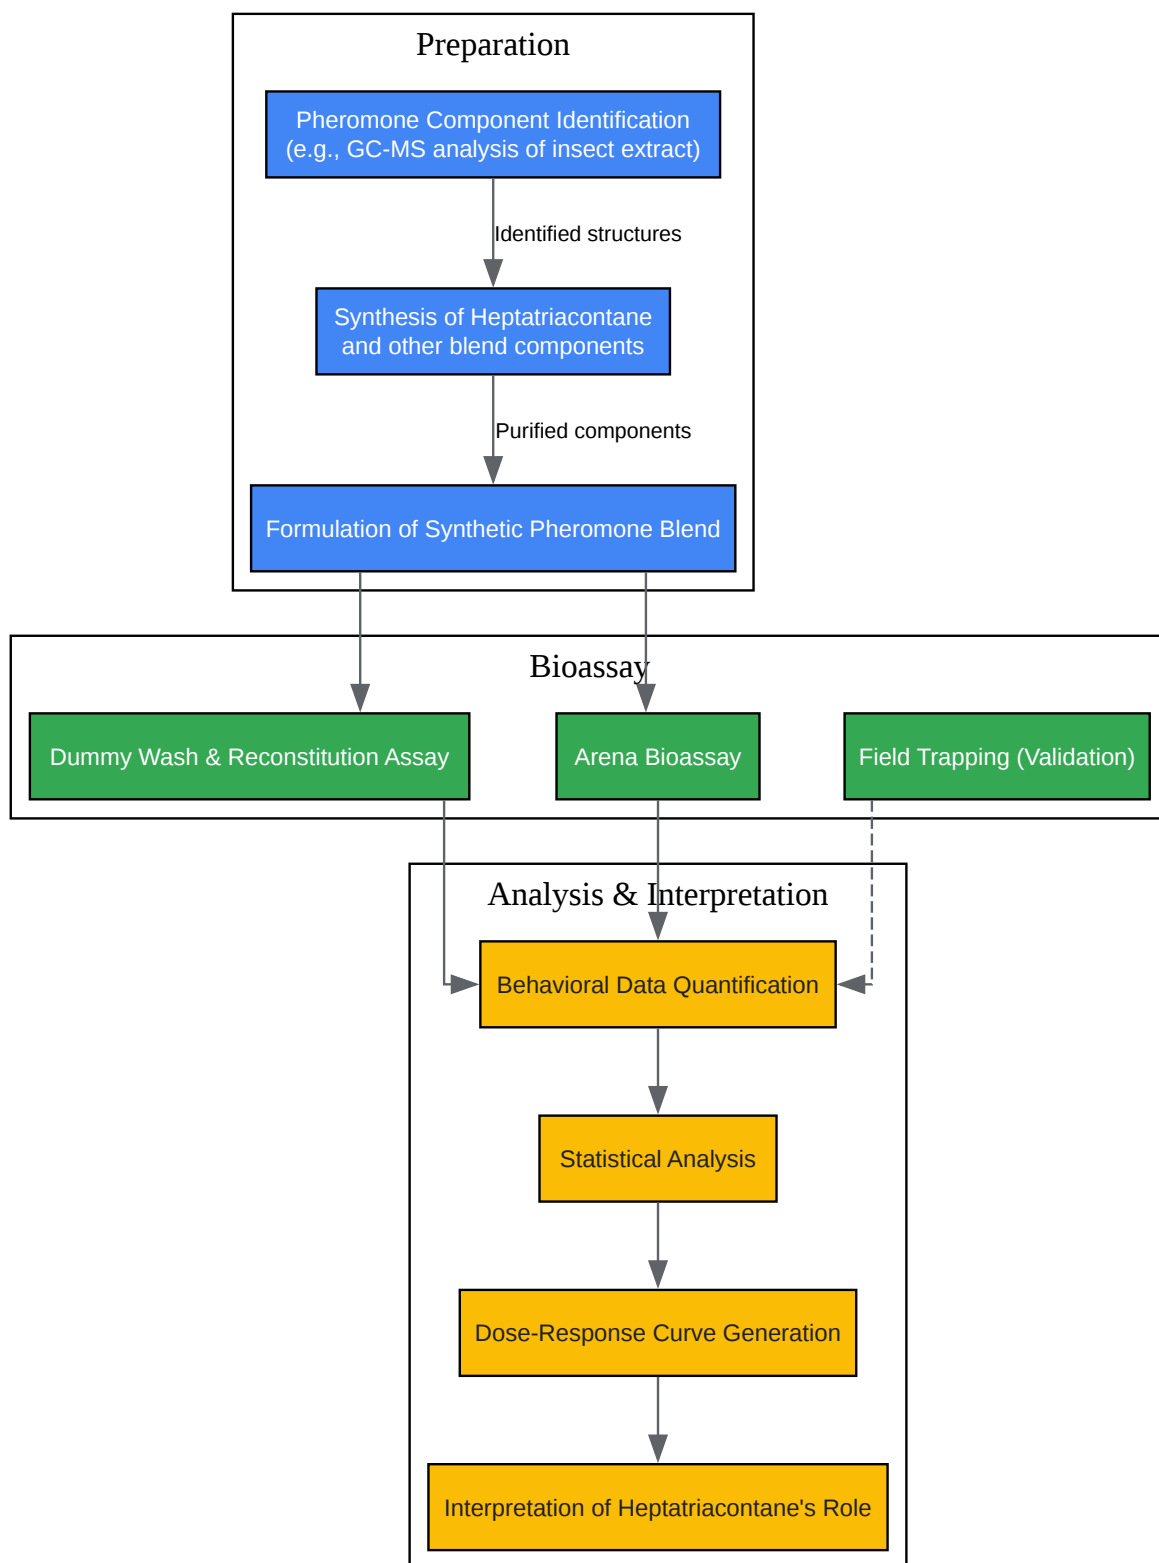 Preparation
Pheromone Component Identification
(e.g., GC-MS analysis of insect extract)
Identified structures
Synthesis of Heptatriacontane
and other blend components
Purified components
Formulation of Synthetic Pheromone Blend
Bioassay
Dummy Wash & Reconstitution Assay
Arena Bioassay
Field Trapping (Validation)
Analysis & Interpretation
Behavioral Data Quantification
Statistical Analysis
Dose-Response Curve Generation
Interpretation of Heptatriacontane's Role